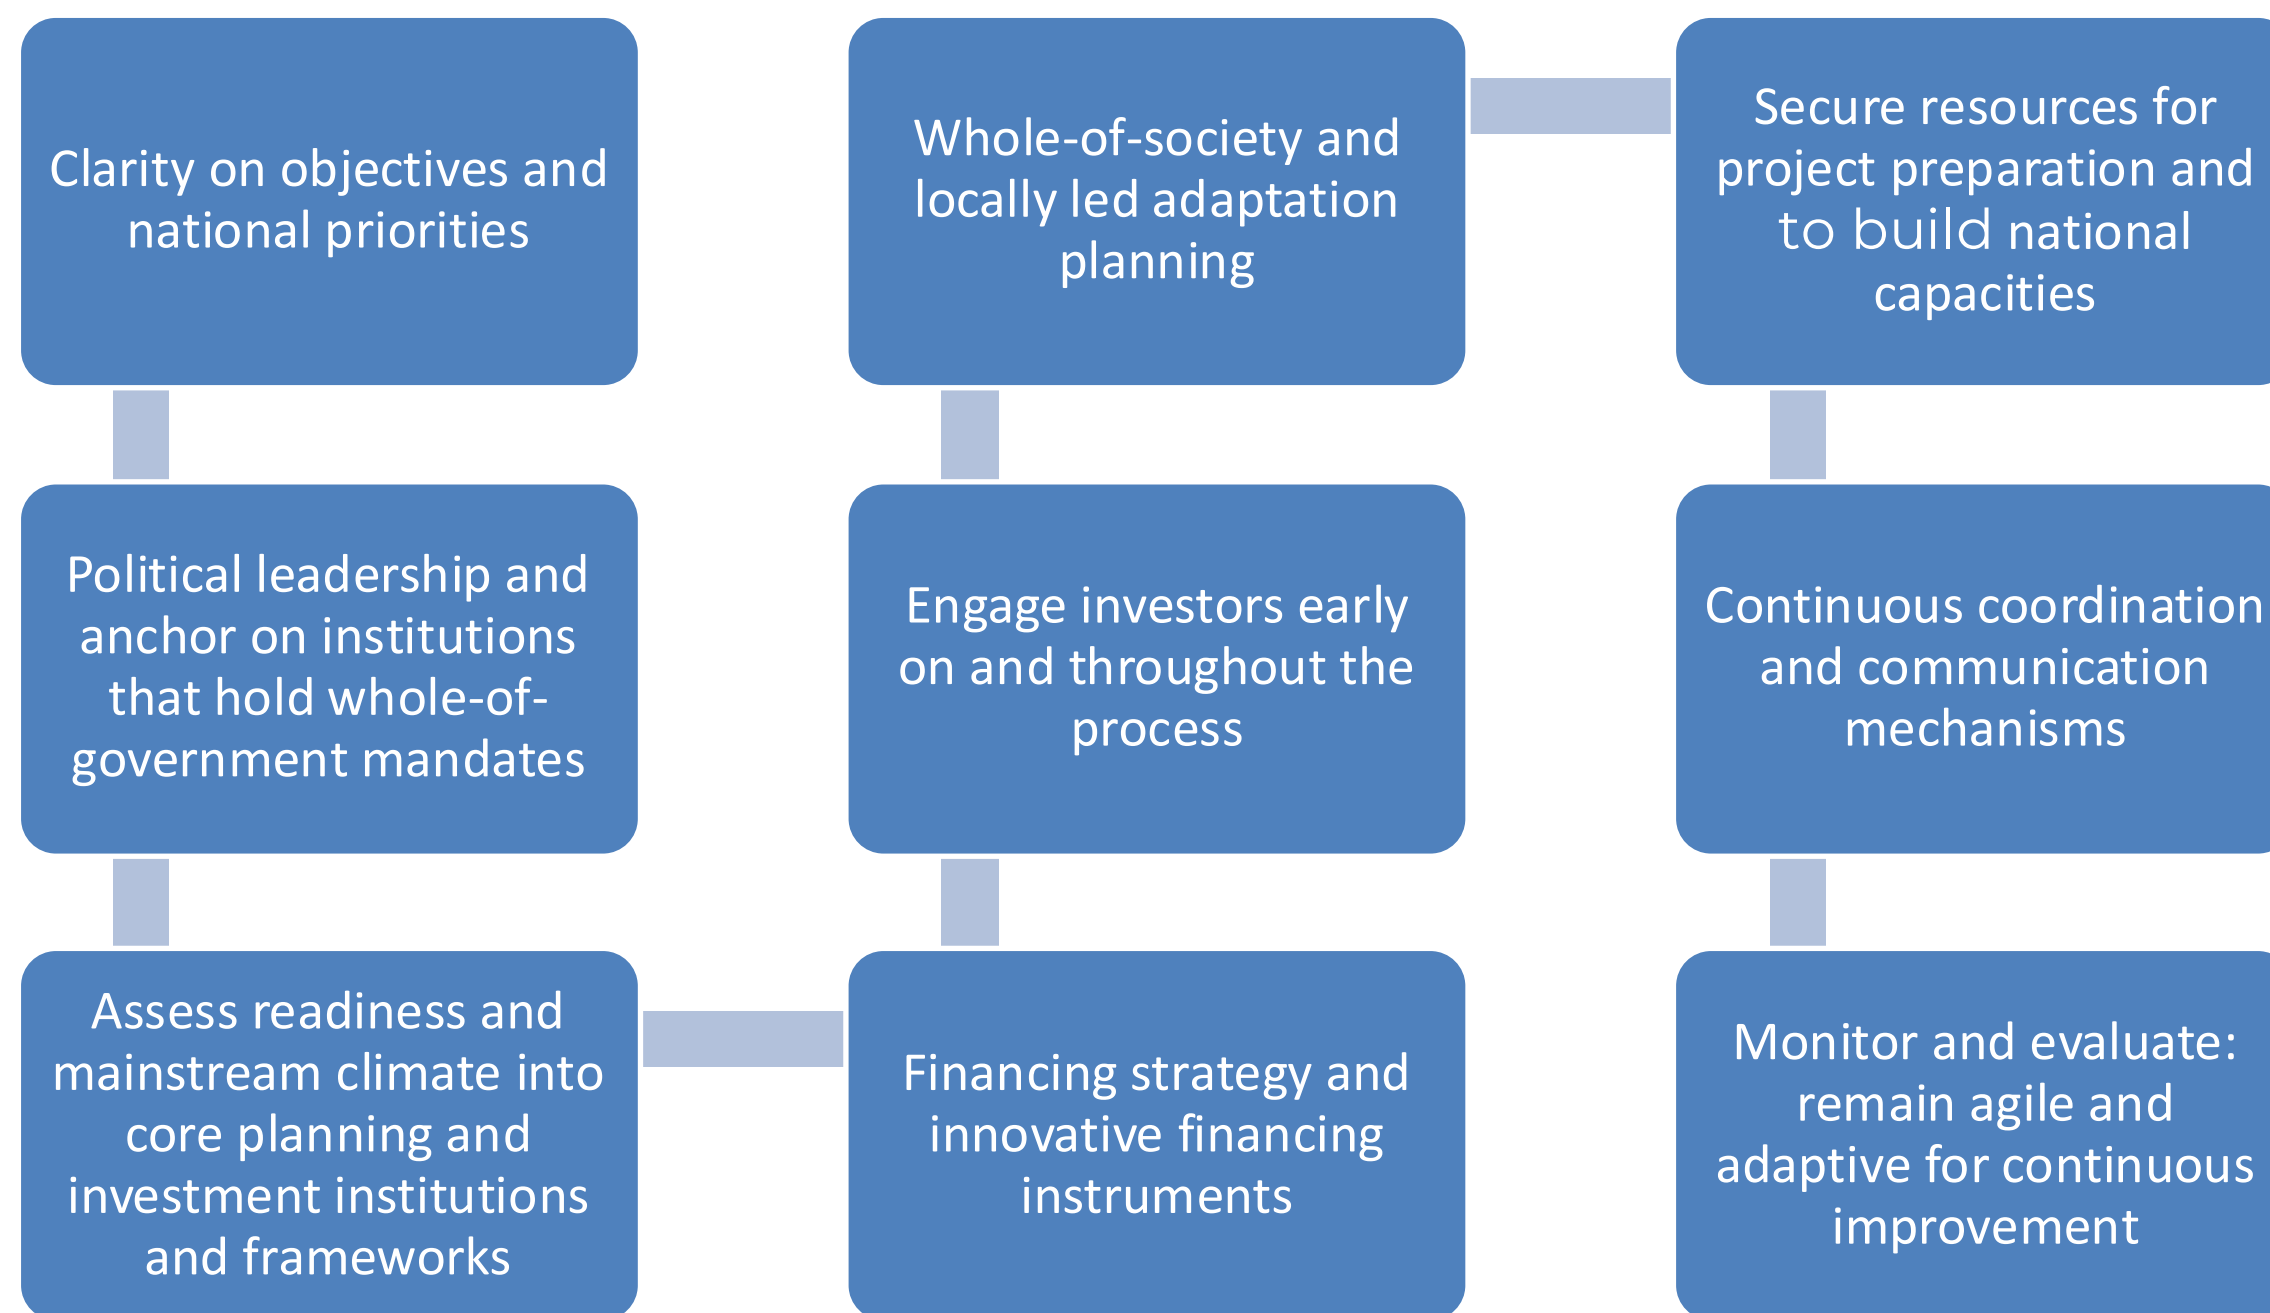 Clarity on objectives and
national priorities
Political leadership and
anchor on institutions
that hold whole-of-
government mandates
Assess readiness and
mainstream climate into
core planning and
investment institutions
and frameworks
Financing strategy and
innovative financing
instruments
Engage investors early
on and throughout the
process
Whole-of-society and
locally led adaptation
planning
Secure resources for
project preparation and
to build national
capacities
Continuous coordination
and communication
mechanisms
Monitor and evaluate:
remain agile and
adaptive for continuous
improvement